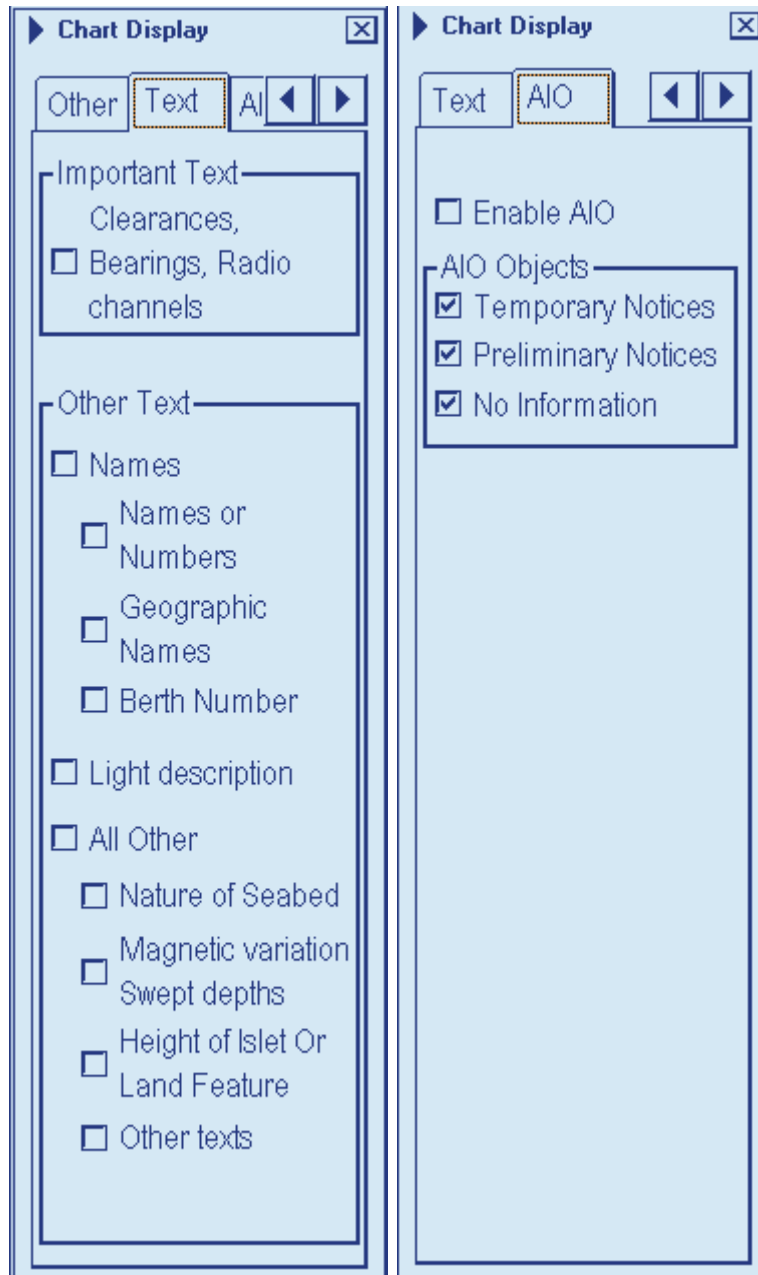 Chart Display
Other Text AI
Important Text
Clearances,
Bearings, Radio
channels
Other Text
Names
Names or
Numbers
Geographic
Names
Berth Number
Light description
All Other
Nature of Seabed
Magnetic variation
Swept depths
Height of Islet Or
Land Feature
Other texts
Chart Display
Text AIO
Enable AIO
AIO Objects
Temporary Notices
Preliminary Notices
No Information